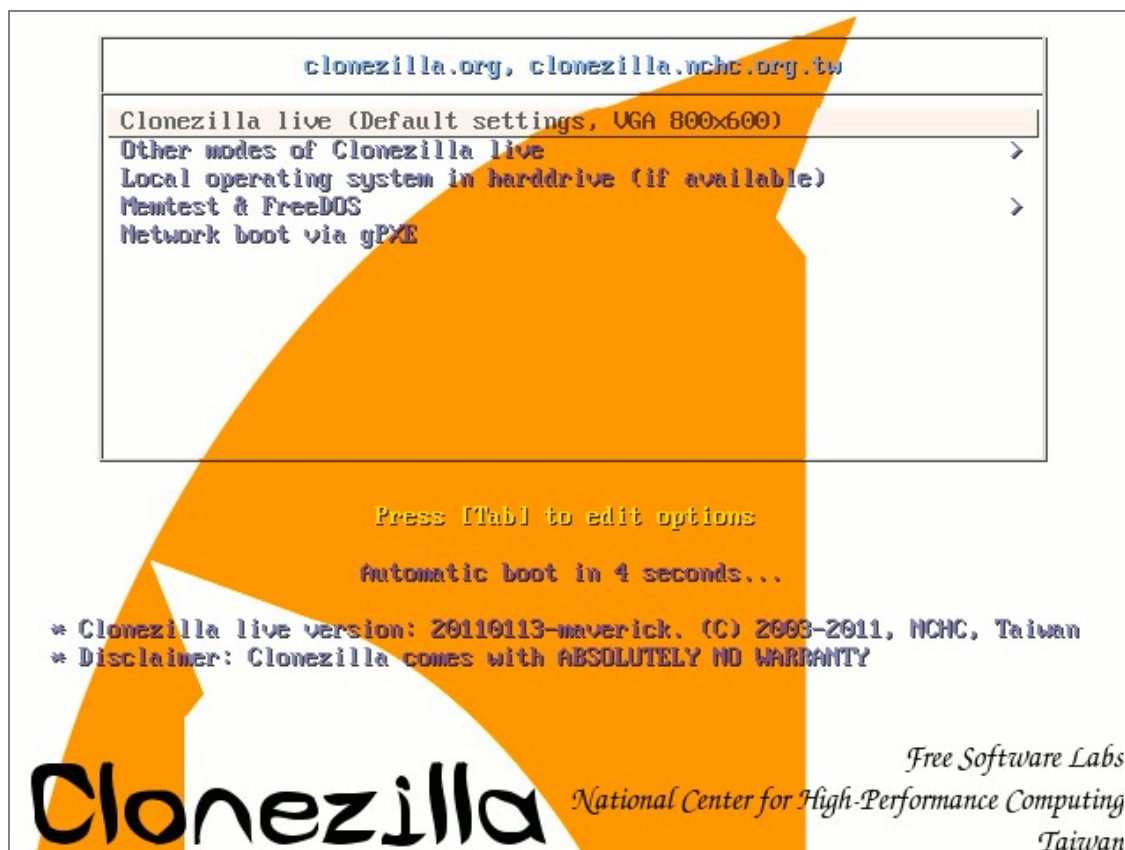 clonezilla.org, clonezilla.nchc.org.tw
Clonezilla live (Default settings, VGA 800x600)
Other modes of Clonezilla live >
Local operating system in harddrive (if available)
Memtest & FreeDOS >
Network boot via gPXE
Press [Tab] to edit options
Automatic boot in 4 seconds...
* Clonezilla live version: 20110113-maverick. (C) 2003-2011, NCHC, Taiwan
* Disclaimer: Clonezilla comes with ABSOLUTELY NO WARRANTY
Free Software Labs
Clonezilla National Center for High-Performance Computing
Taiwan